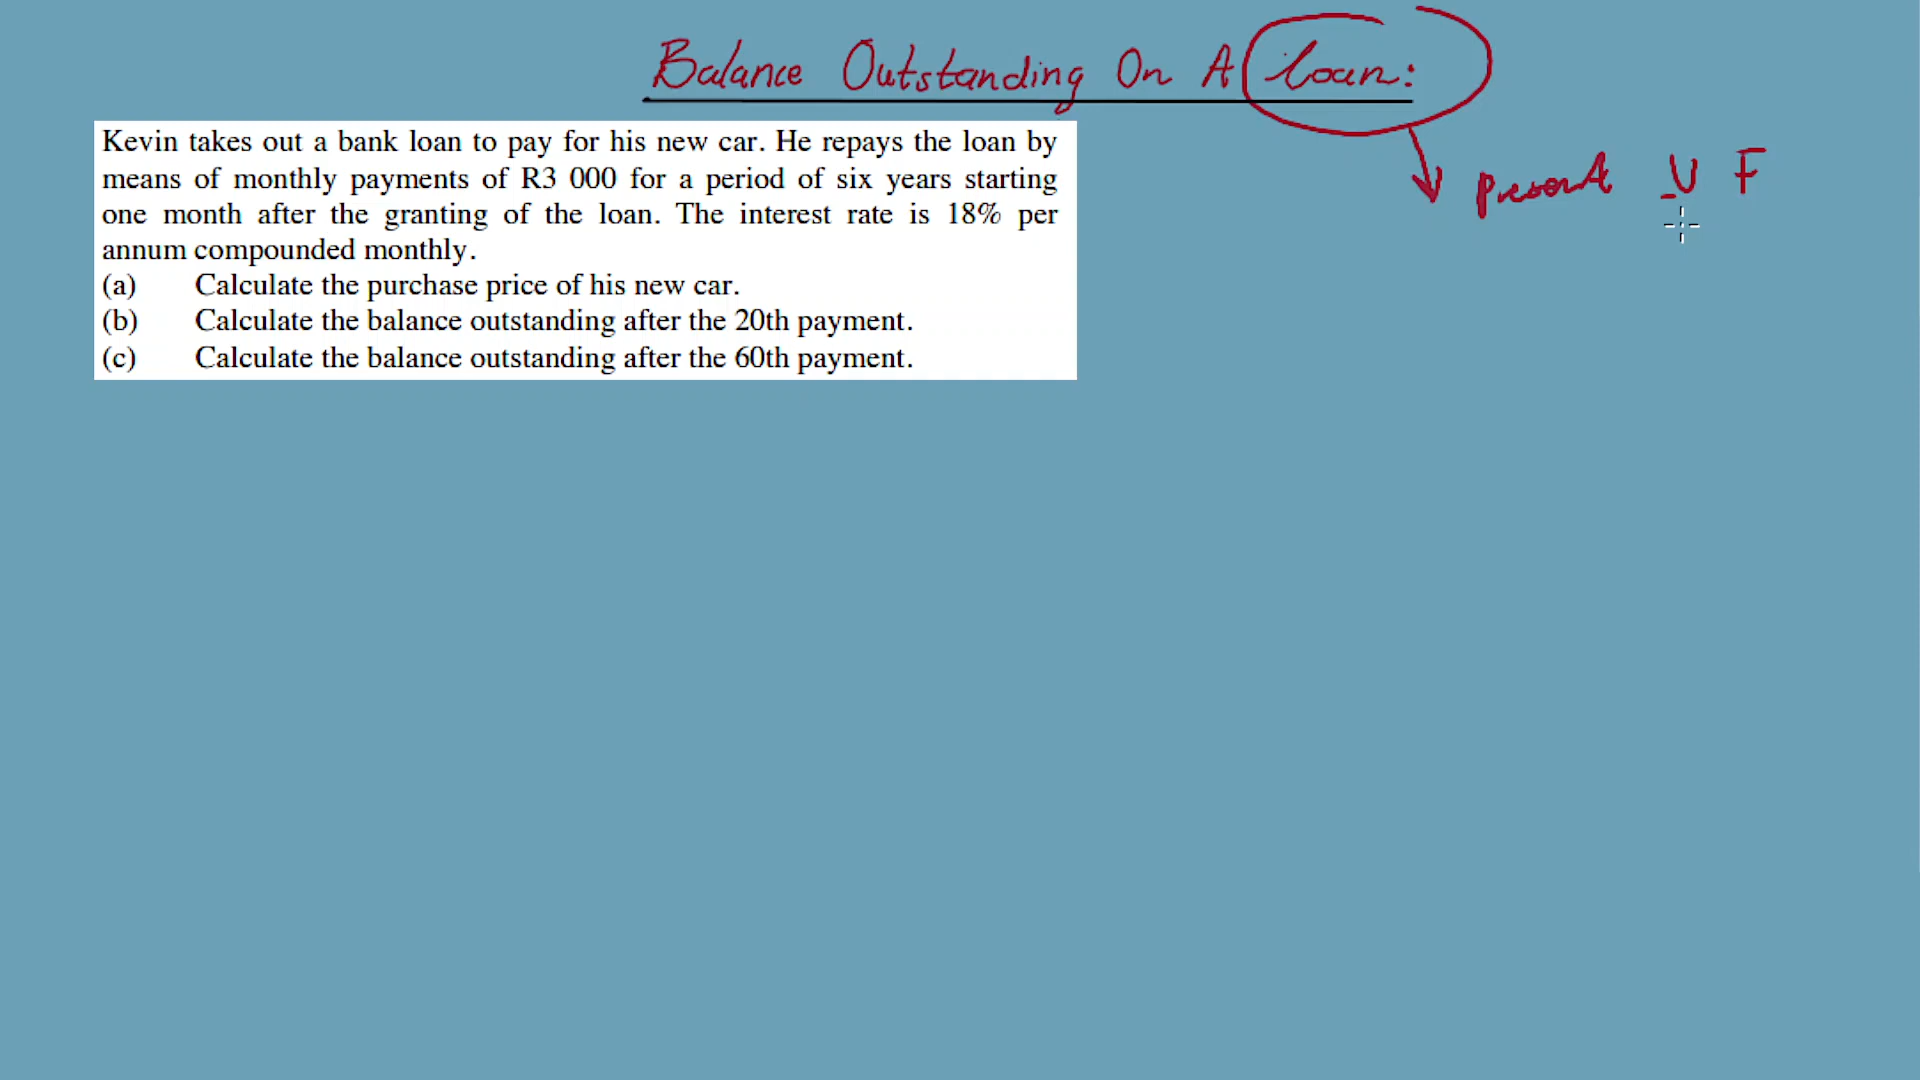 Balance Outstanding On A Loan:
Kevin takes out a bank loan to pay for his new car. He repays the loan by
means of monthly payments of R3 000 for a period of six years starting
one month after the granting of the loan. The interest rate is 18% per
annum compounded monthly.
(a) Calculate the purchase price of his new car.
(b) Calculate the balance outstanding after the 20th payment.
(c) Calculate the balance outstanding after the 60th payment.
present V F